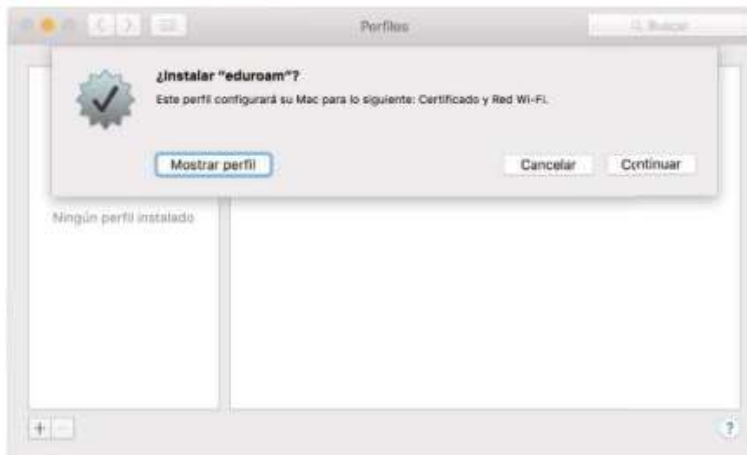 Perfiles
Buscar
¿Instalar "eduroam"?
Este perfil configurará su Mac para lo siguiente: Certificado y Red Wi-Fi.
Mostrar perfil
Cancelar
Continuar
Ningún perfil instalado
+
-
?